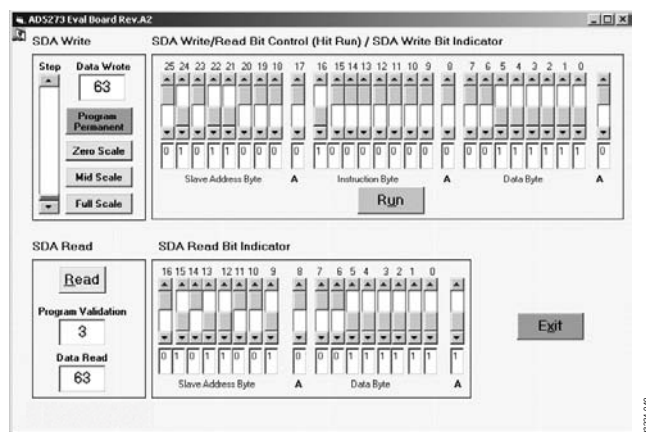 AD5273 Eval Board Rev.A2
SDA Write
SDA Write/Read Bit Control (Hit Run) / SDA Write Bit Indicator
Step
Data Wrote
25 24 23 22 21 20 19 10 17 16 15 14 13 12 11 10 9 8 7 6 5 4 3 2 1 0
63
Program Permanent
Zero Scale
Mid Scale
Full Scale
0 1 0 1 1 0 0 0 0 1 0 0 0 0 0 0 0 0 0 0 1 1 1 1 1 1 0
Slave Address Byte A Instruction Byte A Data Byte A
Run
SDA Read
SDA Read Bit Indicator
Read
16 15 14 13 12 11 10 9 8 7 6 5 4 3 2 1 0
Program Validation
3
Data Read
63
0 1 0 1 1 0 0 1 0 0 0 1 1 1 1 1 1 1
Slave Address Byte A Data Byte A
Exit